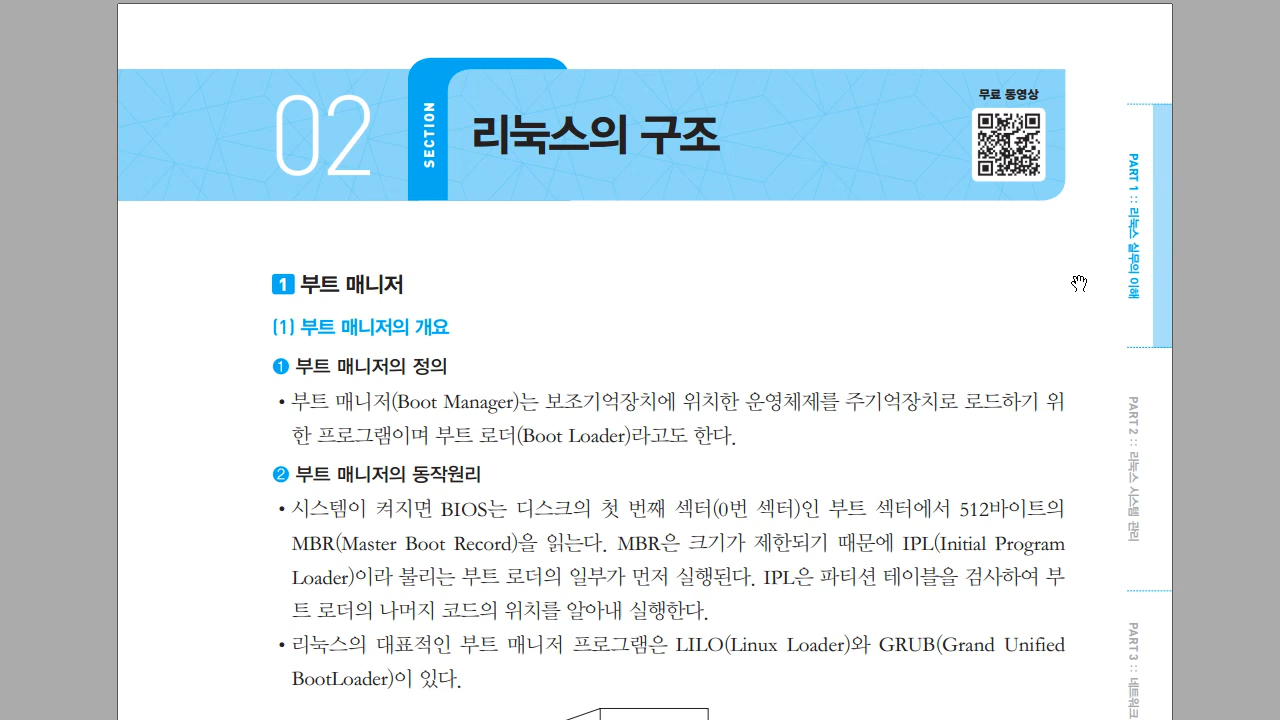 02
SECTION
리눅스의 구조
무료 동영상
1 부트 매니저
(1) 부트 매니저의 개요
❶ 부트 매니저의 정의
• 부트 매니저(Boot Manager)는 보조기억장치에 위치한 운영체제를 주기억장치로 로드하기 위
한 프로그램이며 부트 로더(Boot Loader)라고도 한다.
❷ 부트 매니저의 동작원리
• 시스템이 켜지면 BIOS는 디스크의 첫 번째 섹터(0번 섹터)인 부트 섹터에서 512바이트의
MBR(Master Boot Record)을 읽는다. MBR은 크기가 제한되기 때문에 IPL(Initial Program
Loader)이라 불리는 부트 로더의 일부가 먼저 실행된다. IPL은 파티션 테이블을 검사하여 부
트 로더의 나머지 코드의 위치를 알아내 실행한다.
• 리눅스의 대표적인 부트 매니저 프로그램은 LILO(Linux Loader)와 GRUB(Grand Unified
BootLoader)이 있다.
PART 1 :: 리눅스 실무의 이해
PART 2 :: 리눅스 시스템 관리
PART 3 :: 네트워크